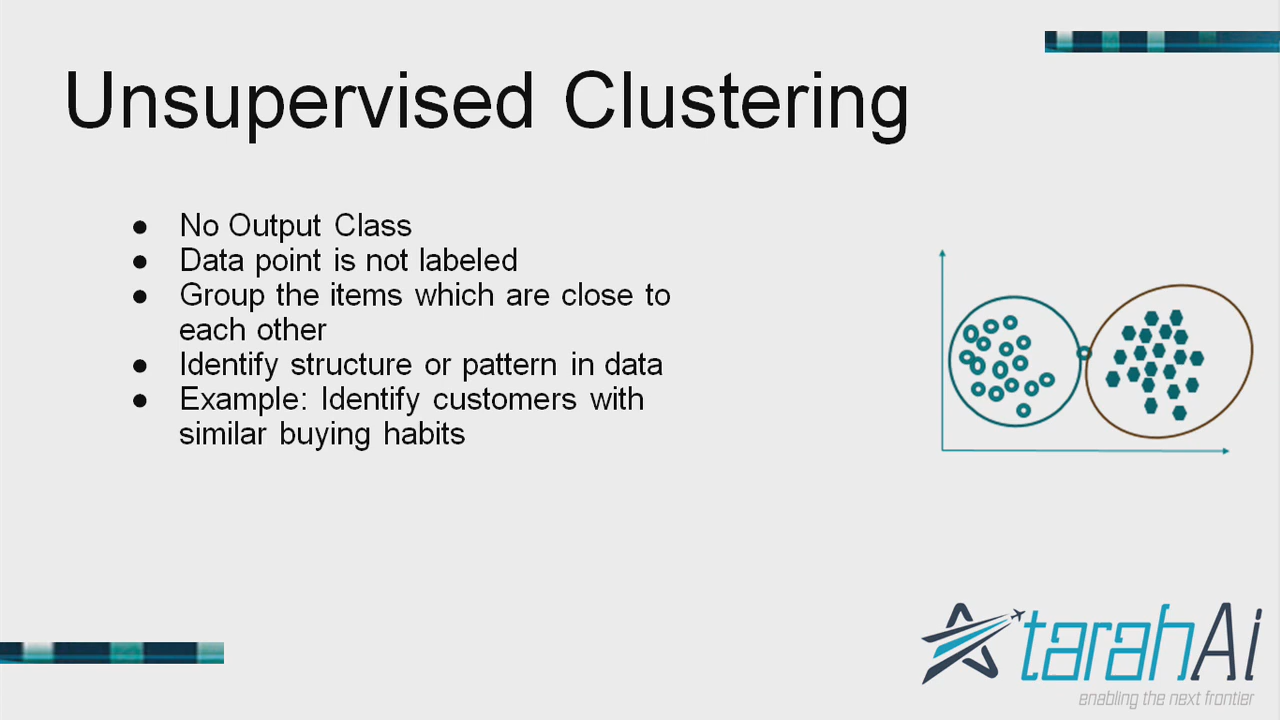 Unsupervised Clustering
● No Output Class
● Data point is not labeled
● Group the items which are close to
each other
● Identify structure or pattern in data
● Example: Identify customers with
similar buying habits
tarahAi
enabling the next frontier